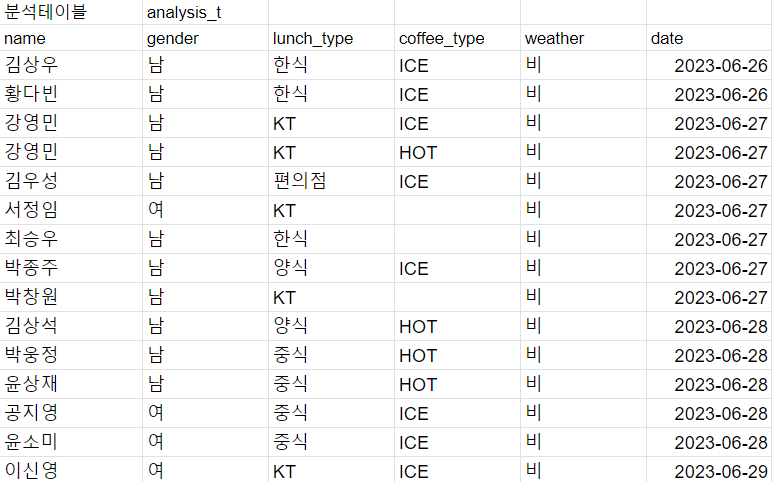 분석테이블 analysis_t
name gender lunch_type coffee_type weather date
김상우 남 한식 ICE 비 2023-06-26
황다빈 남 한식 ICE 비 2023-06-26
강영민 남 KT ICE 비 2023-06-27
강영민 남 KT HOT 비 2023-06-27
김우성 남 편의점 ICE 비 2023-06-27
서정임 여 KT 비 2023-06-27
최승우 남 한식 비 2023-06-27
박종주 남 양식 ICE 비 2023-06-27
박창원 남 KT 비 2023-06-27
김상석 남 양식 HOT 비 2023-06-28
박웅정 남 중식 HOT 비 2023-06-28
윤상재 남 중식 HOT 비 2023-06-28
공지영 여 중식 ICE 비 2023-06-28
윤소미 여 중식 ICE 비 2023-06-28
이신영 여 KT ICE 비 2023-06-29